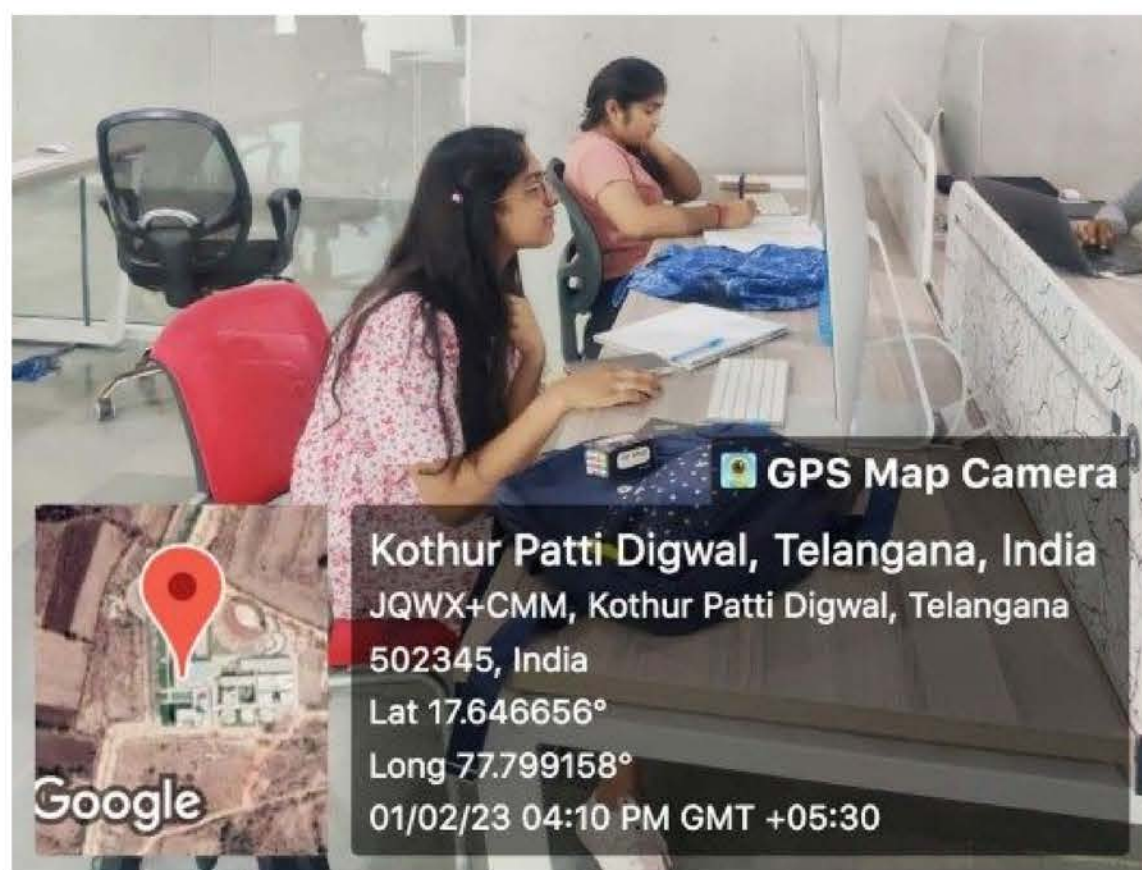 GPS Map Camera
Kothur Patti Digwal, Telangana, India
JQWX+CMM, Kothur Patti Digwal, Telangana
502345, India
Lat 17.646656°
Long 77.799158°
01/02/23 04:10 PM GMT +05:30
Google